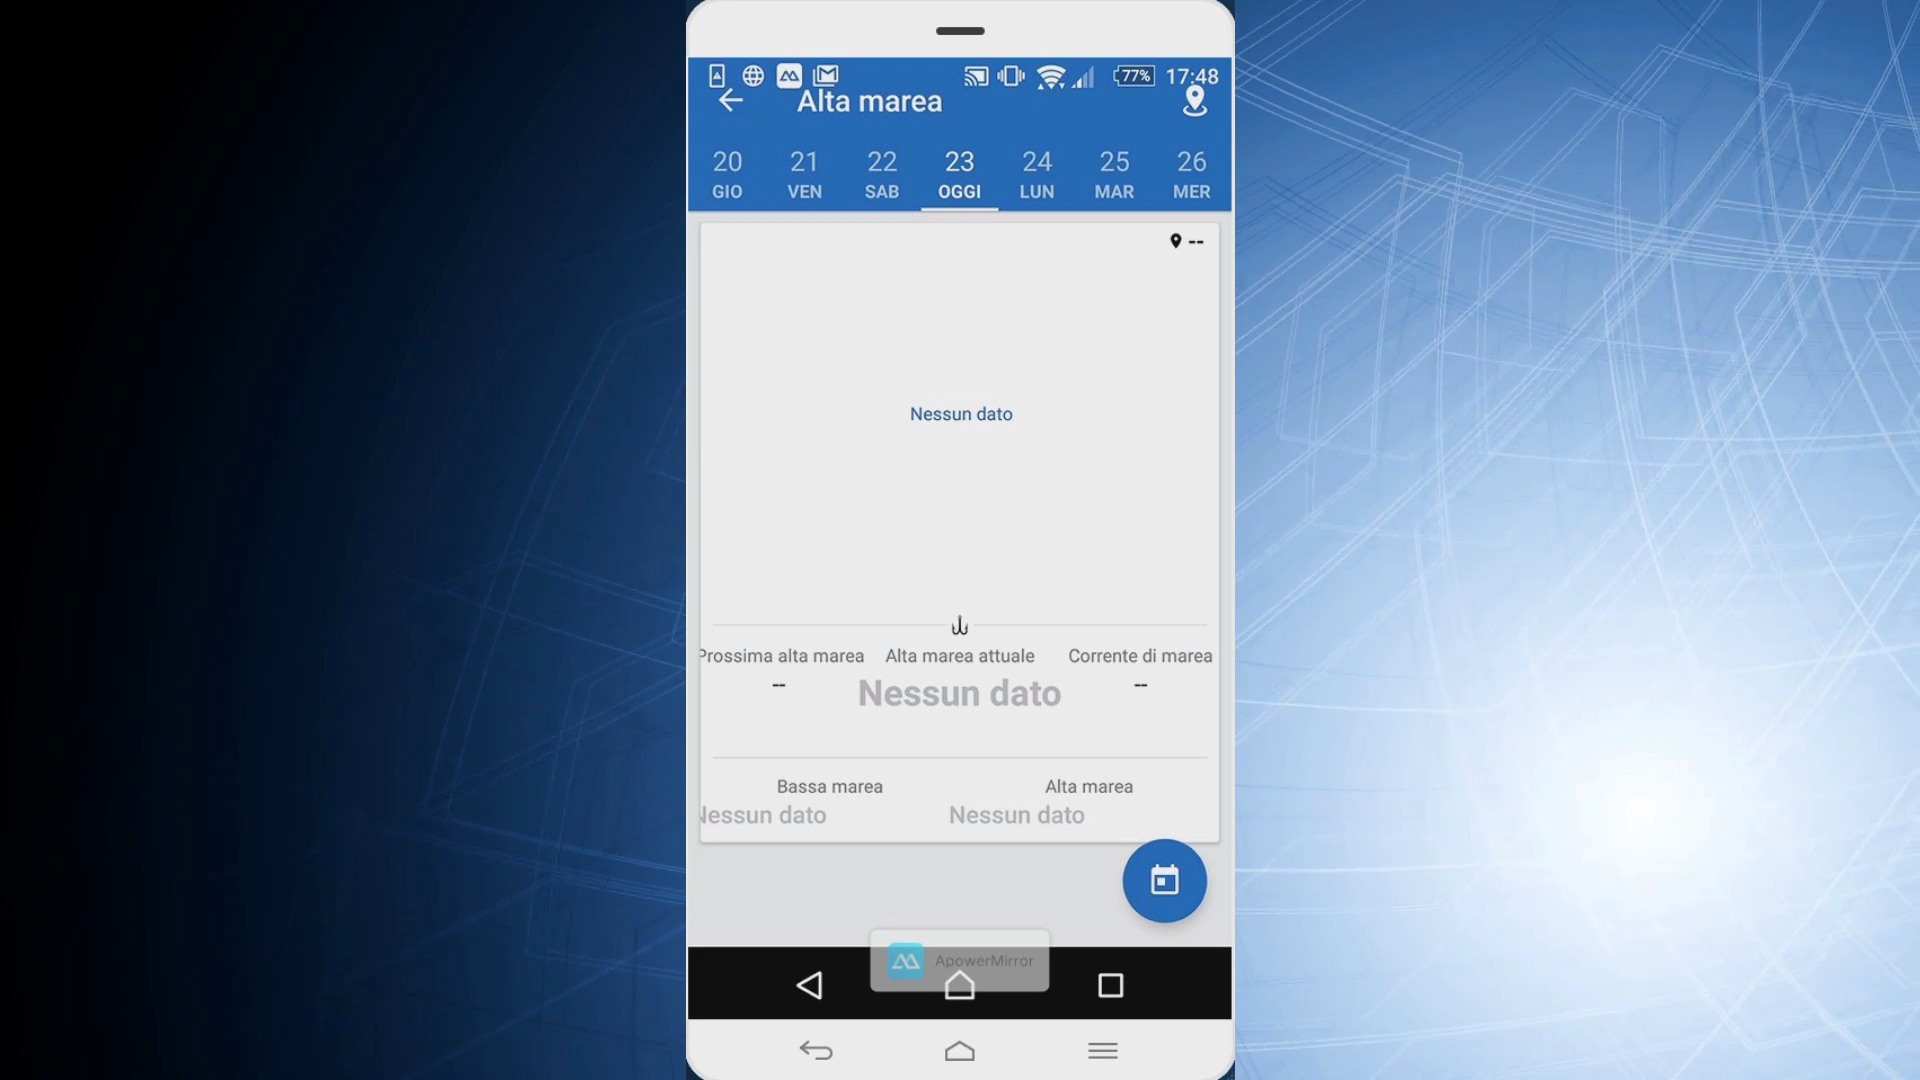 77% 17:48
Alta marea
20 21 22 23 24 25 26
GIO VEN SAB OGGI LUN MAR MER
--
Nessun dato
Prossima alta marea Alta marea attuale Corrente di marea
-- Nessun dato --
Bassa marea Alta marea
Nessun dato Nessun dato
ApowerMirror